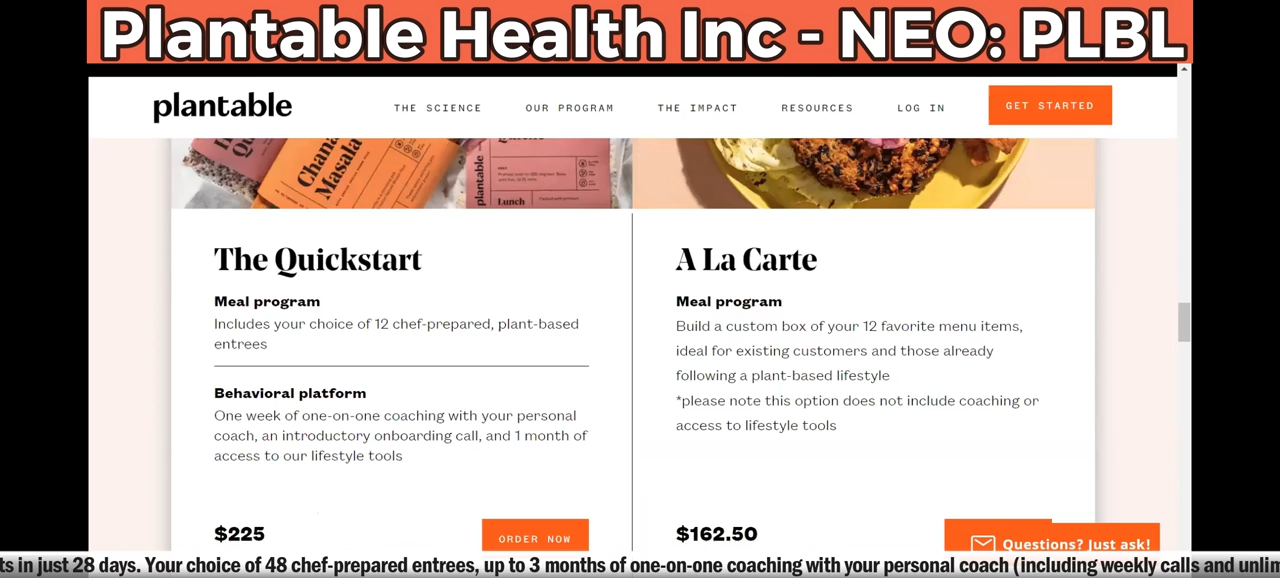 Plantable Health Inc - NEO: PLBL
plantable
THE SCIENCE
OUR PROGRAM
THE IMPACT
RESOURCES
LOG IN
GET STARTED
Chana
Masala
plantable
Lunch
The Quickstart
Meal program
Includes your choice of 12 chef-prepared, plant-based
entrees
Behavioral platform
One week of one-on-one coaching with your personal
coach, an introductory onboarding call, and 1 month of
access to our lifestyle tools
$225
ORDER NOW
A La Carte
Meal program
Build a custom box of your 12 favorite menu items,
ideal for existing customers and those already
following a plant-based lifestyle
*please note this option does not include coaching or
access to lifestyle tools
$162.50
Questions? Just ask!
ts in just 28 days. Your choice of 48 chef-prepared entrees, up to 3 months of one-on-one coaching with your personal coach (including weekly calls and unlin